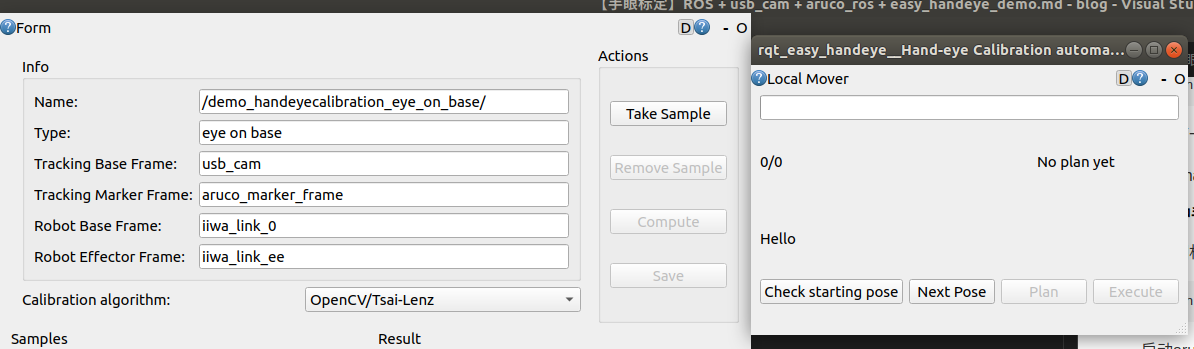 【手眼标定】ROS + usb_cam + aruco_ros + easy_handeye_demo.md - blog - Visual Stu
Form
D ? - O
Info
Name: /demo_handeyecalibration_eye_on_base/
Type: eye on base
Tracking Base Frame: usb_cam
Tracking Marker Frame: aruco_marker_frame
Robot Base Frame: iiwa_link_0
Robot Effector Frame: iiwa_link_ee
Calibration algorithm: OpenCV/Tsai-Lenz
Samples
Result
Actions
Take Sample
Remove Sample
Compute
Save
rqt_easy_handeye__Hand-eye Calibration automa...
Local Mover
D ? - O
0/0
No plan yet
Hello
Check starting pose
Next Pose
Plan
Execute